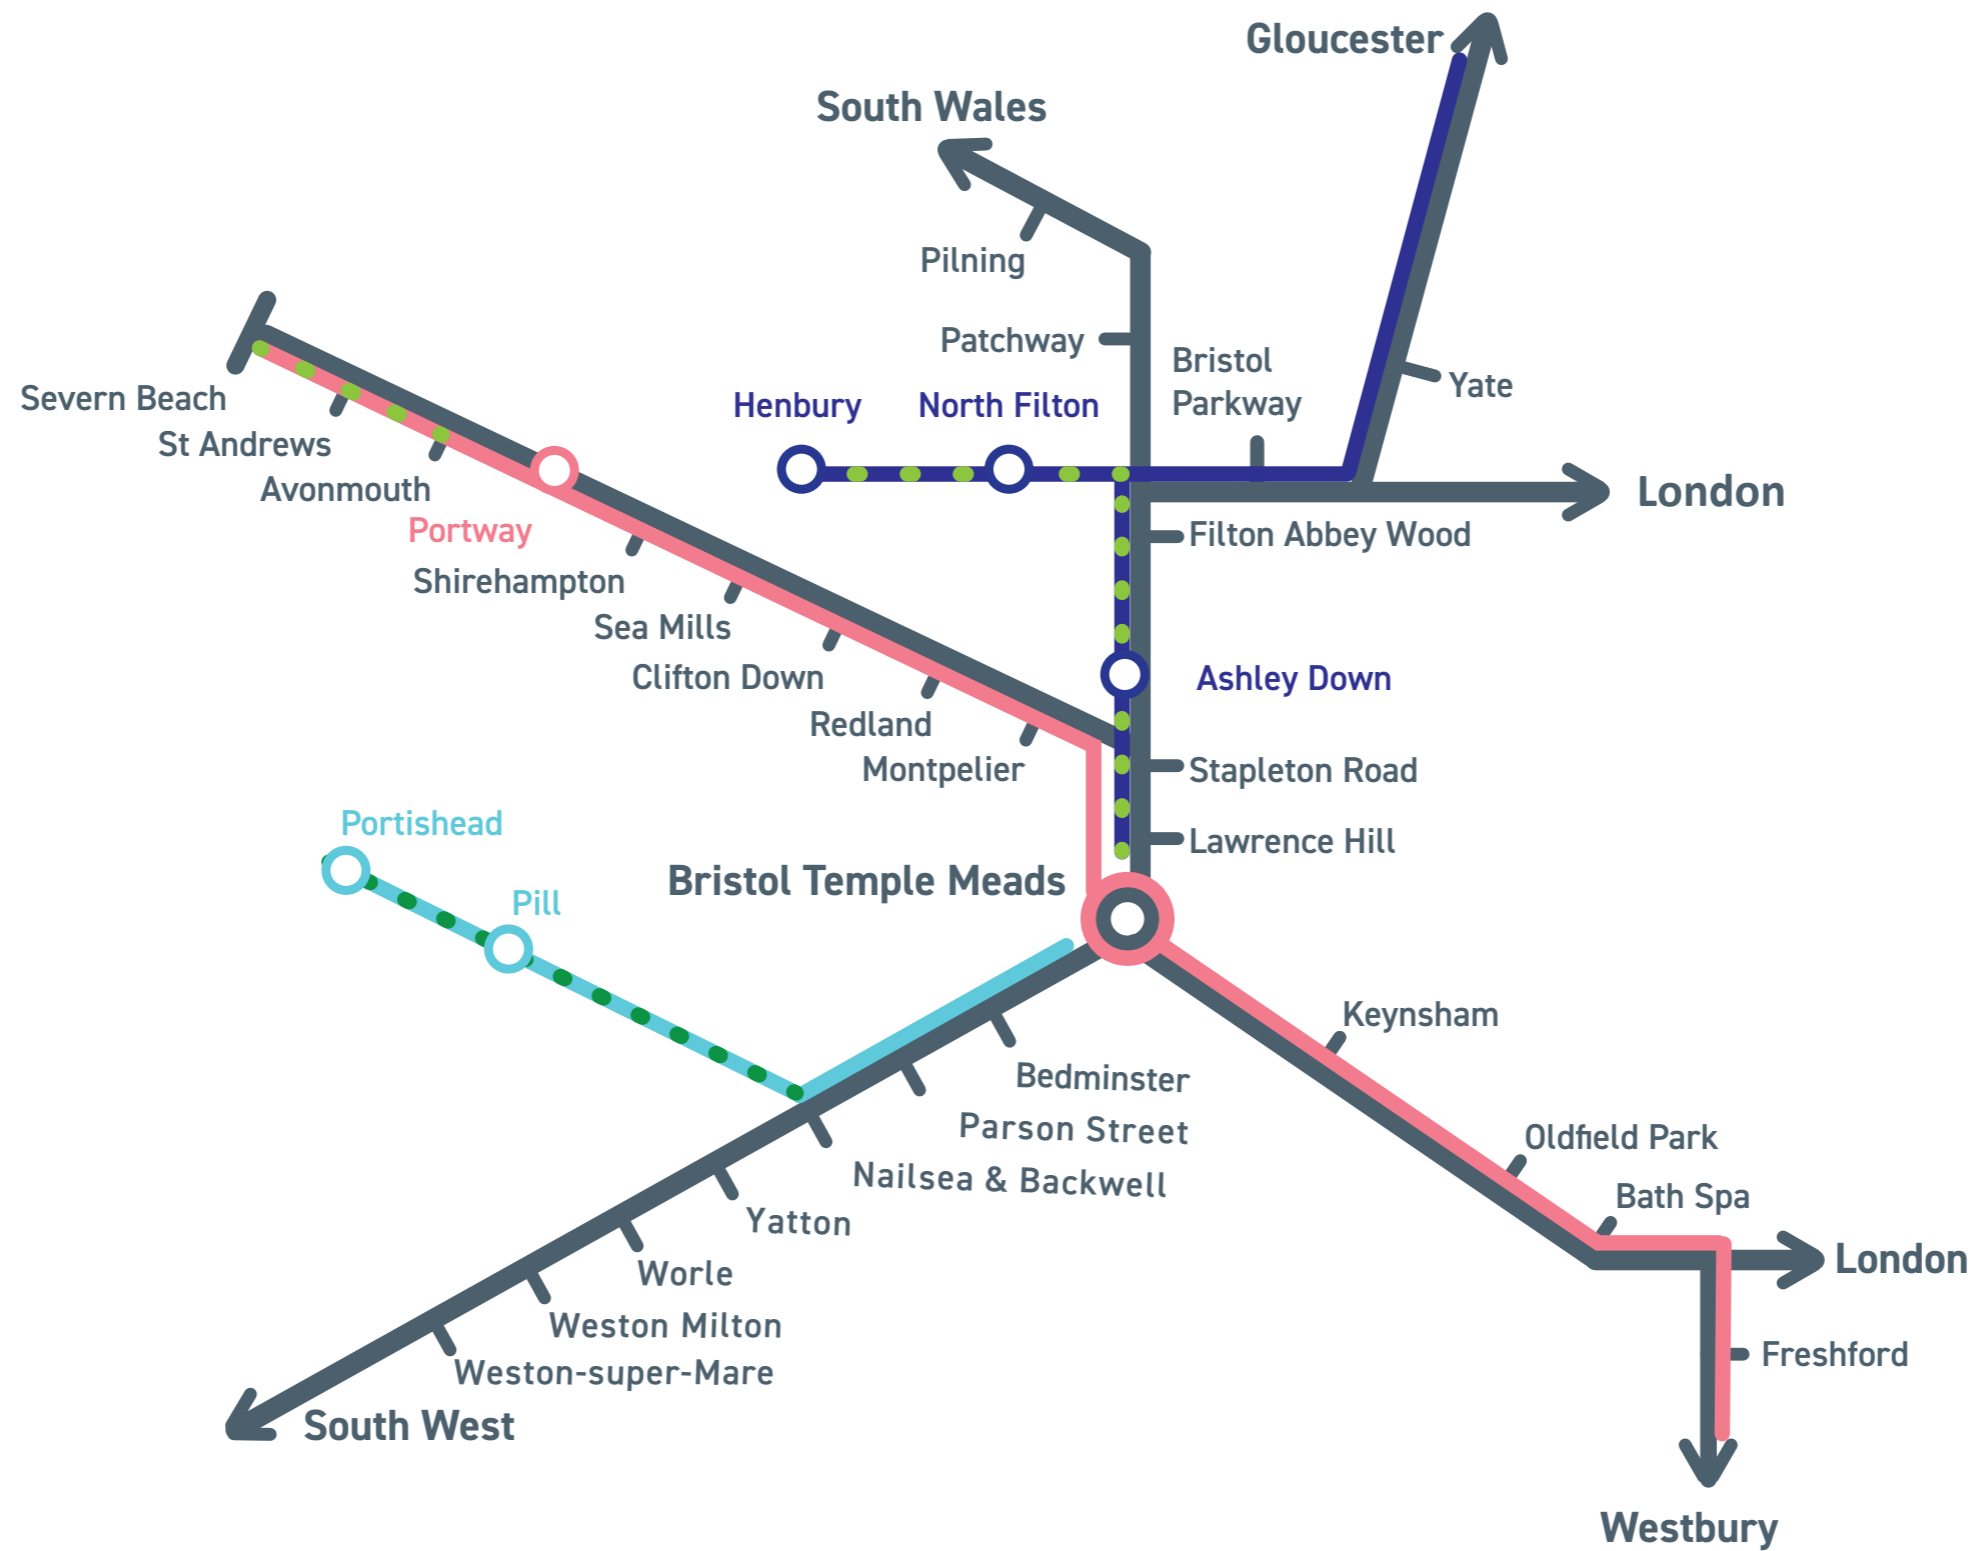 Gloucester
South Wales
Pilning
Patchway
Bristol
Parkway
Yate
Severn Beach
St Andrews
Avonmouth
Portway
Henbury
North Filton
London
Filton Abbey Wood
Shirehampton
Sea Mills
Clifton Down
Redland
Montpelier
Ashley Down
Stapleton Road
Lawrence Hill
Portishead
Pill
Bristol Temple Meads
Keynsham
Bedminster
Parson Street
Nailsea & Backwell
Yatton
Worle
Weston Milton
Weston-super-Mare
South West
Oldfield Park
Bath Spa
London
Freshford
Westbury